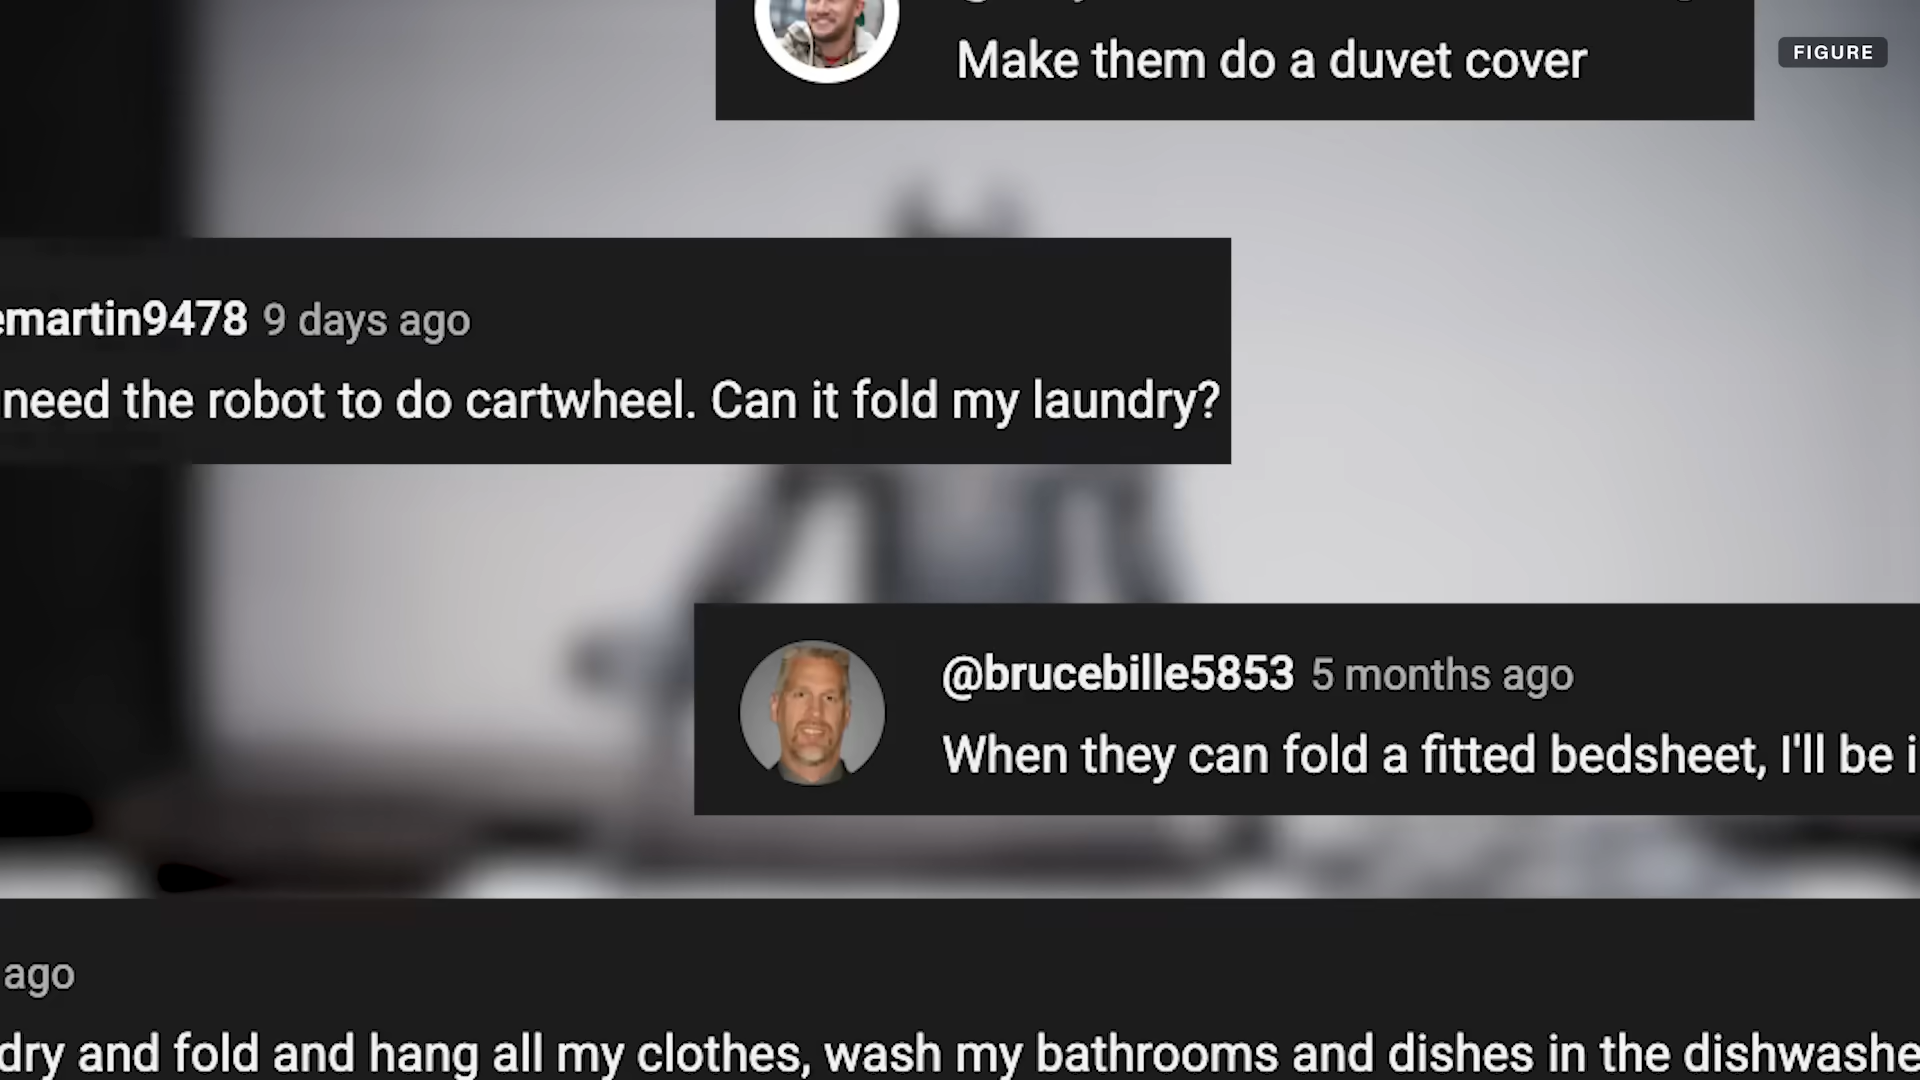 FIGURE
Make them do a duvet cover
emartin9478 9 days ago
need the robot to do cartwheel. Can it fold my laundry?
@brucebille5853 5 months ago
When they can fold a fitted bedsheet, I'll be i
ago
dry and fold and hang all my clothes, wash my bathrooms and dishes in the dishwashe